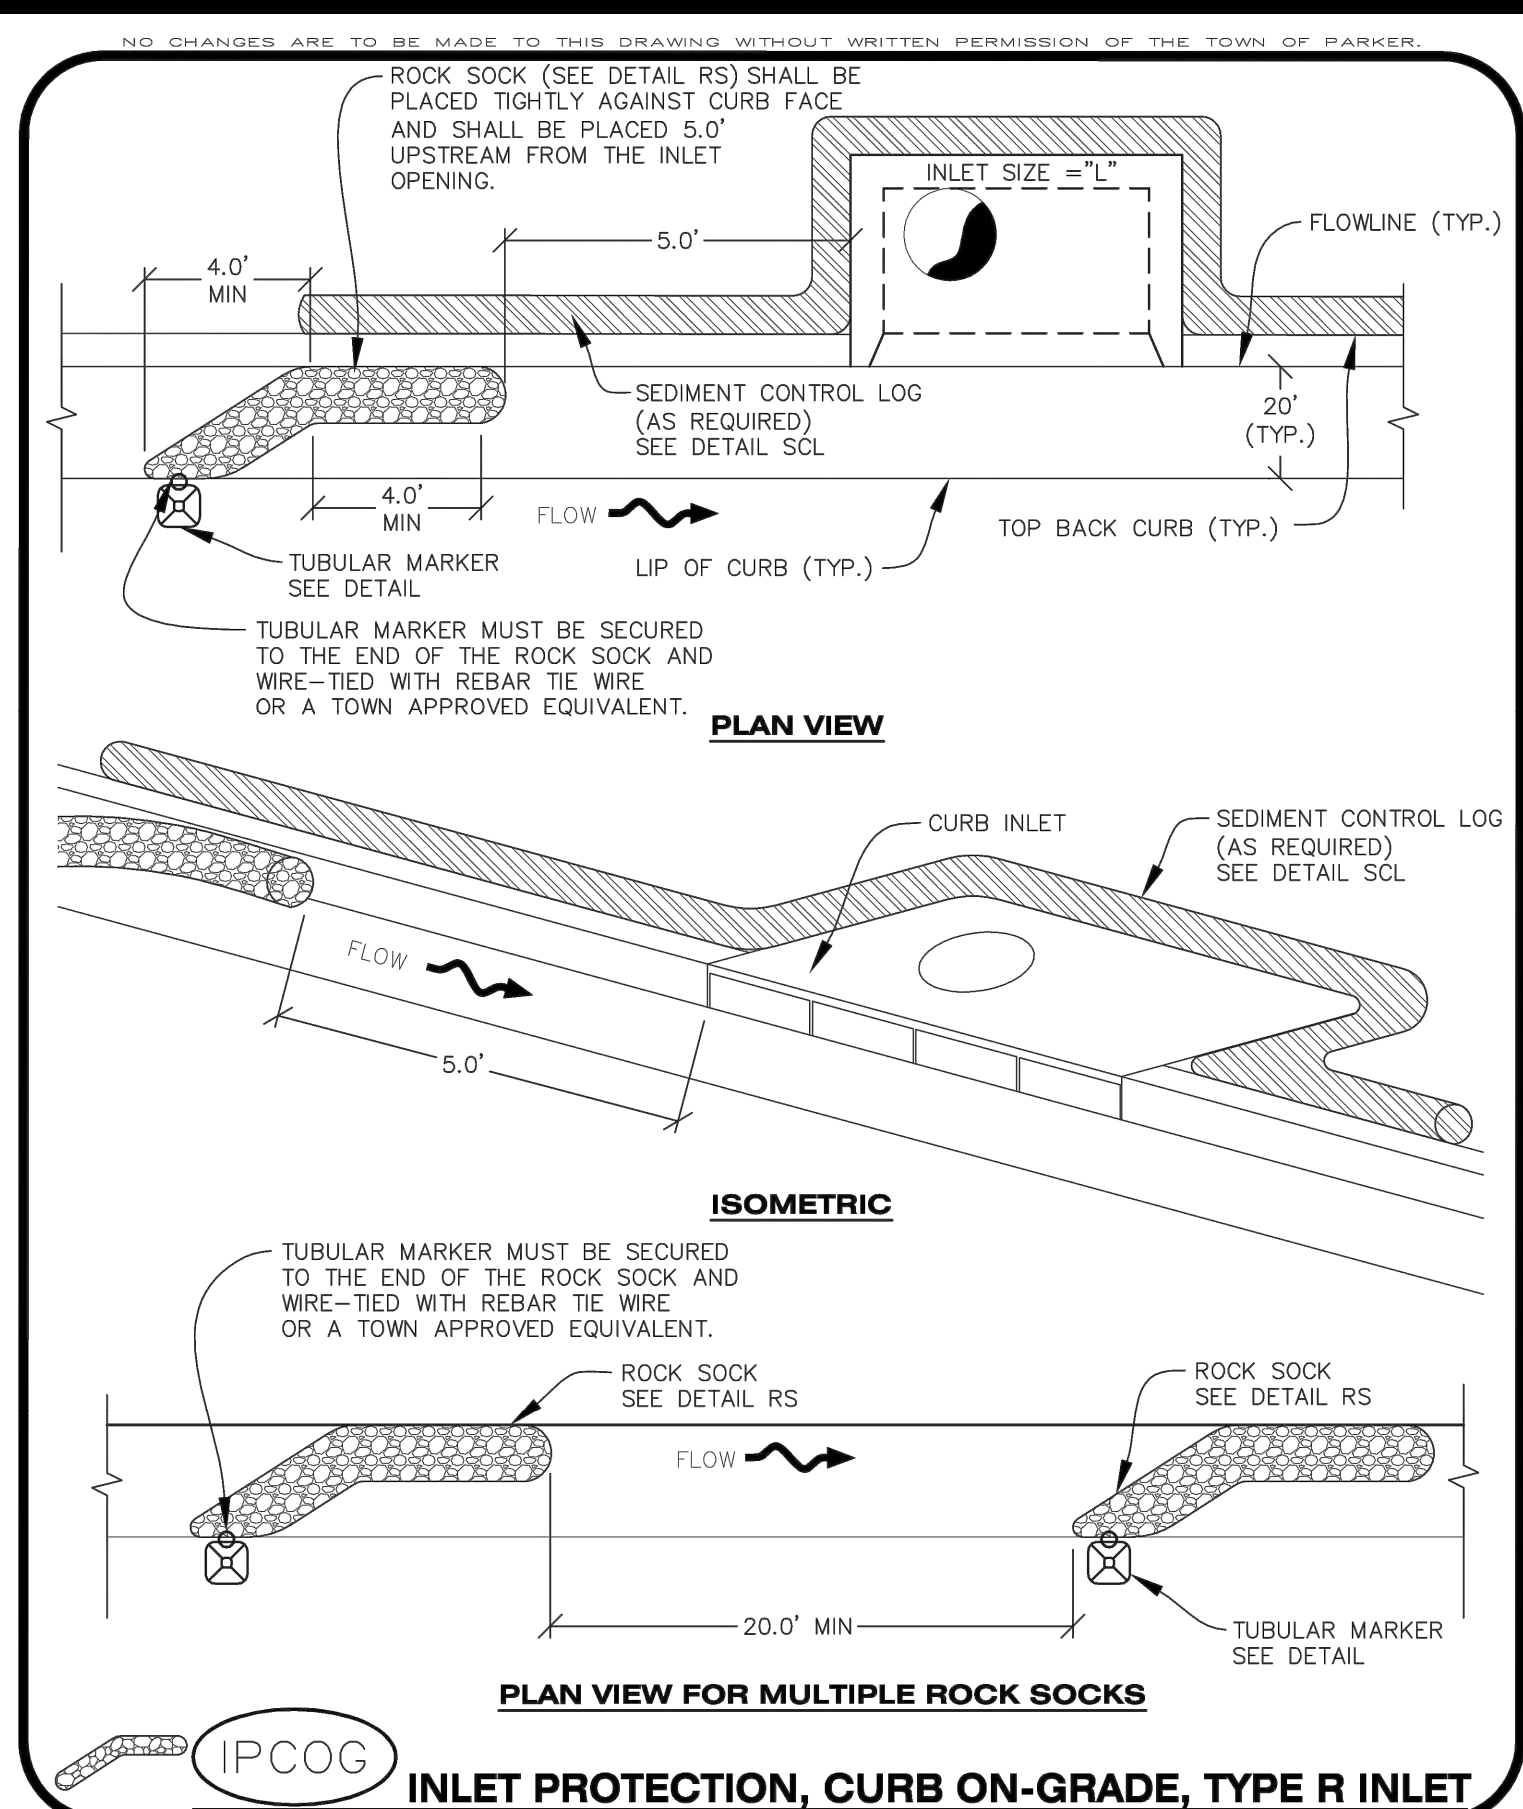 NO CHANGES ARE TO BE MADE TO THIS DRAWING WITHOUT WRITTEN PERMISSION OF THE TOWN OF PARKER.
ROCK SOCK (SEE DETAIL RS) SHALL BE
PLACED TIGHTLY AGAINST CURB FACE
AND SHALL BE PLACED 5.0'
UPSTREAM FROM THE INLET
OPENING.
INLET SIZE ="L"
FLOWLINE (TYP.)
5.0'
4.0'
MIN
SEDIMENT CONTROL LOG
(AS REQUIRED)
SEE DETAIL SCL
20'
(TYP.)
4.0'
MIN
FLOW
TOP BACK CURB (TYP.)
LIP OF CURB (TYP.)
TUBULAR MARKER
SEE DETAIL
TUBULAR MARKER MUST BE SECURED
TO THE END OF THE ROCK SOCK AND
WIRE-TIED WITH REBAR TIE WIRE
OR A TOWN APPROVED EQUIVALENT.
PLAN VIEW
CURB INLET
SEDIMENT CONTROL LOG
(AS REQUIRED)
SEE DETAIL SCL
FLOW
5.0'
ISOMETRIC
TUBULAR MARKER MUST BE SECURED
TO THE END OF THE ROCK SOCK AND
WIRE-TIED WITH REBAR TIE WIRE
OR A TOWN APPROVED EQUIVALENT.
ROCK SOCK
SEE DETAIL RS
ROCK SOCK
SEE DETAIL RS
FLOW
20.0' MIN
TUBULAR MARKER
SEE DETAIL
PLAN VIEW FOR MULTIPLE ROCK SOCKS
IPCOG
INLET PROTECTION, CURB ON-GRADE, TYPE R INLET